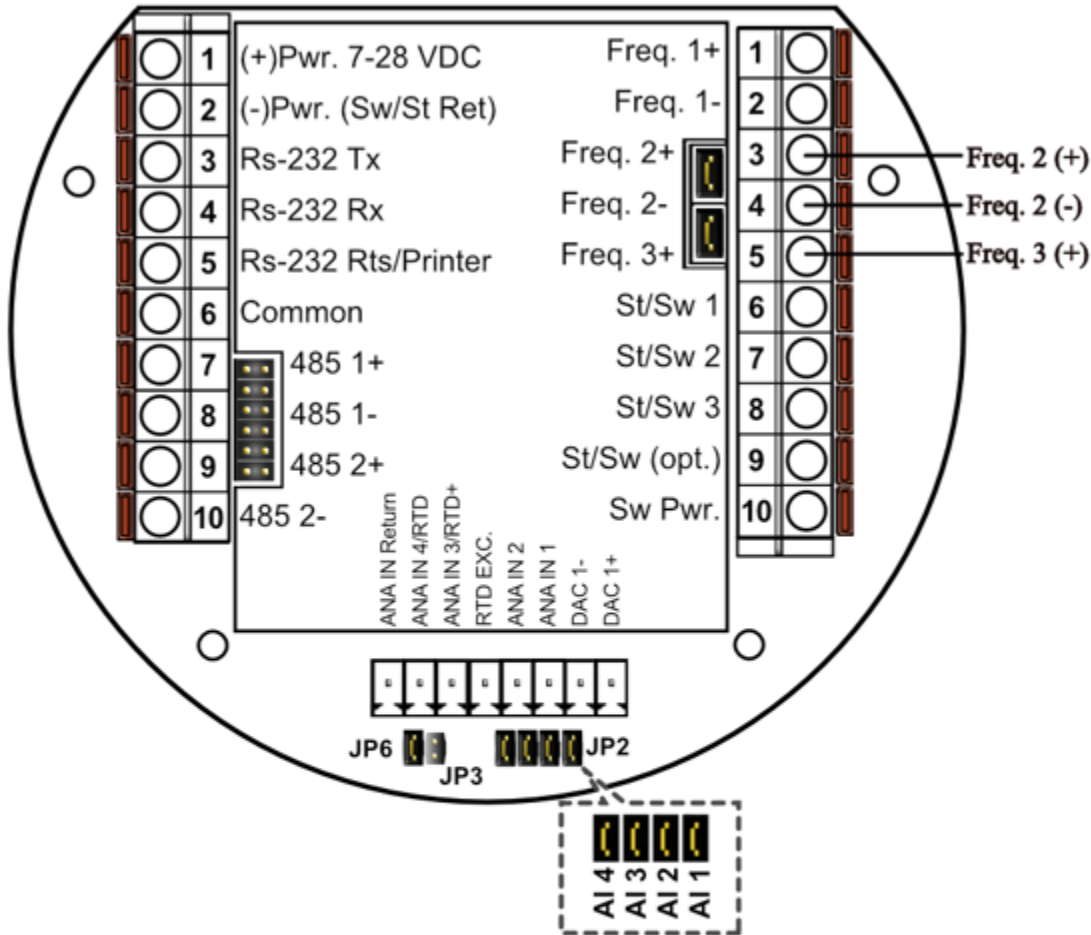 1 (+)Pwr. 7-28 VDC
2 (-)Pwr. (Sw/St Ret)
3 Rs-232 Tx
4 Rs-232 Rx
5 Rs-232 Rts/Printer
6 Common
7 485 1+
8 485 1-
9 485 2+
10 485 2-
Freq. 1+ 1
Freq. 1- 2
Freq. 2+ 3 Freq. 2 (+)
Freq. 2- 4 Freq. 2 (-)
Freq. 3+ 5 Freq. 3 (+)
St/Sw 1 6
St/Sw 2 7
St/Sw 3 8
St/Sw (opt.) 9
Sw Pwr. 10
ANA IN Return
ANA IN 4/RTD
ANA IN 3/RTD+
RTD EXC.
ANA IN 2
ANA IN 1
DAC 1-
DAC 1+
JP6
JP3
JP2
AI 4
AI 3
AI 2
AI 1